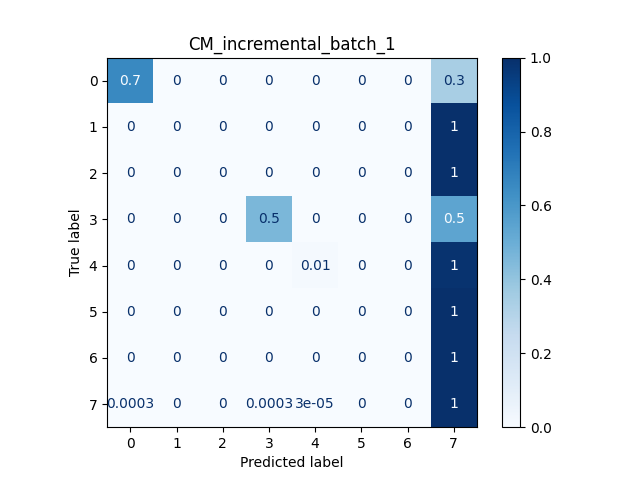 CM_incremental_batch_1
1.0
0 0.7 0 0 0 0 0 0 0.3
1 0 0 0 0 0 0 0 1
0.8
2 0 0 0 0 0 0 0 1
0.6
3 0 0 0 0.5 0 0 0 0.5
True label
4 0 0 0 0 0.01 0 0 1
0.4
5 0 0 0 0 0 0 0 1
0.2
6 0 0 0 0 0 0 0 1
7 0.0003 0 0 0.0003 3e-05 0 0 1
0.0
0 1 2 3 4 5 6 7
Predicted label